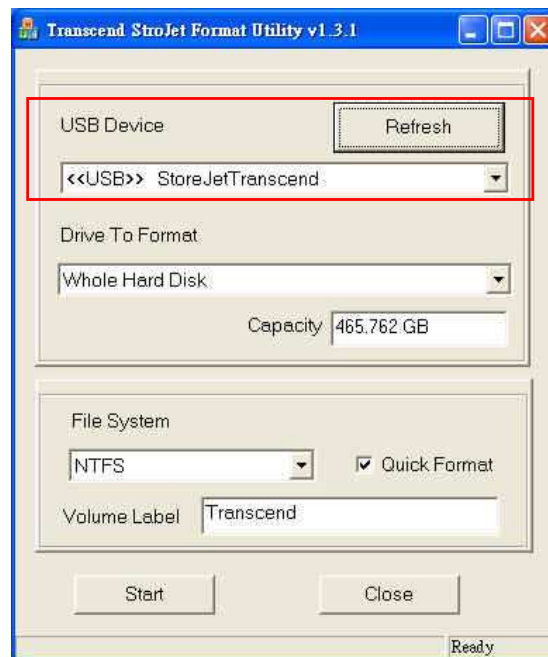 Transcend StroJet Format Utility v1.3.1
USB Device
Refresh
<<USB>> StoreJetTranscend
Drive To Format
Whole Hard Disk
Capacity 465.762 GB
File System
NTFS
Quick Format
Volume Label Transcend
Start Close
Ready